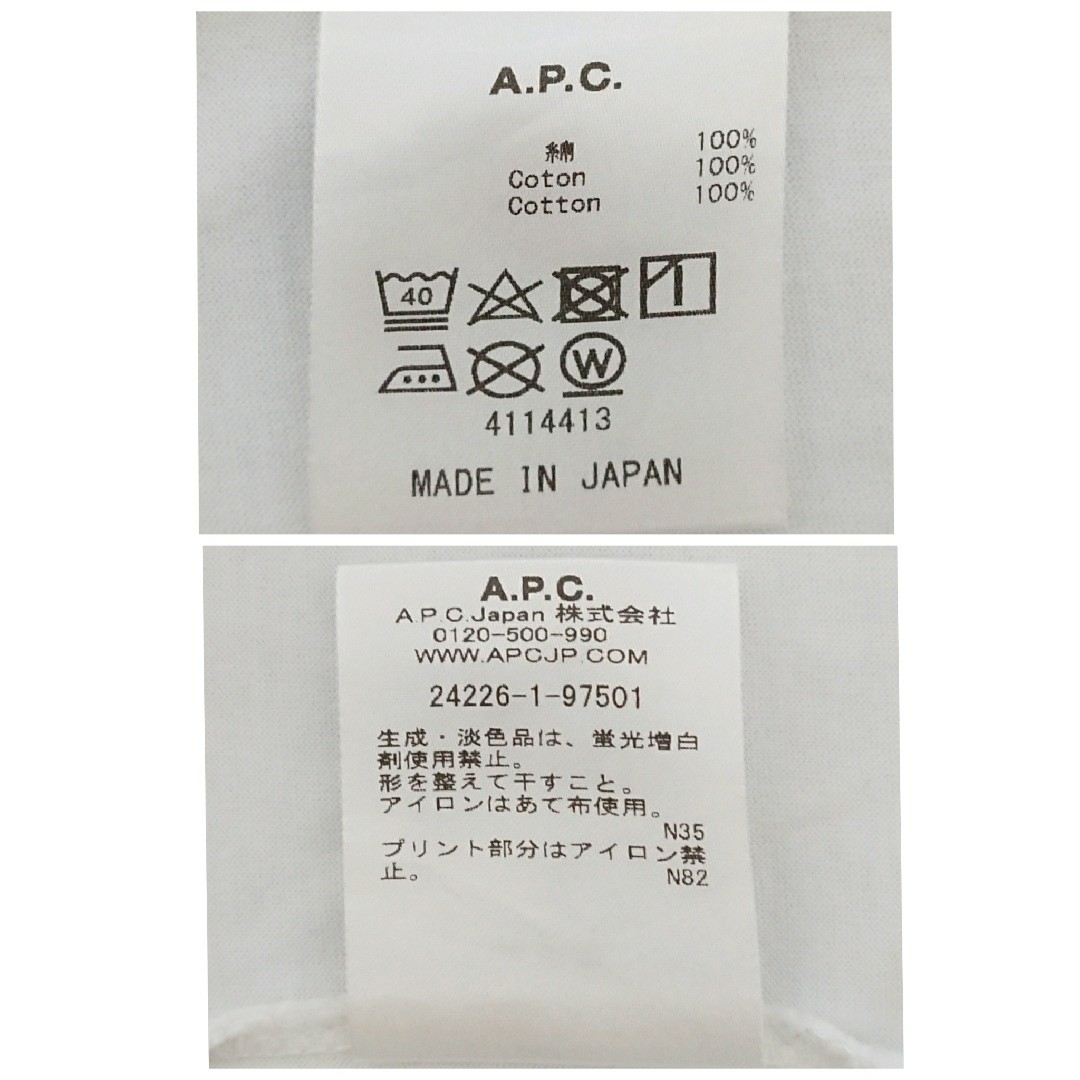 A.P.C.
綿 100%
Coton 100%
Cotton 100%
40
W
4114413
MADE IN JAPAN
A.P.C.
A.P.C.Japan 株式会社
0120-500-990
WWW.APCJP.COM
24226-1-97501
生成・淡色品は、蛍光増白
剤使用禁止。
形を整えて干すこと。
アイロンはあて布使用。
N35
プリント部分はアイロン禁
止。 N82